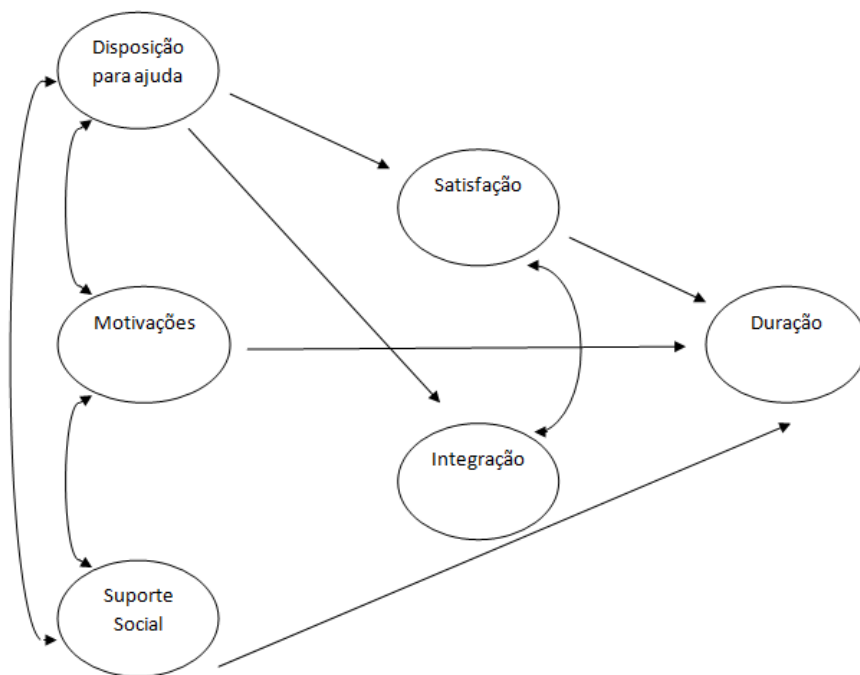 Disposição
para ajuda
Satisfação
Motivações
Duração
Integração
Suporte
Social